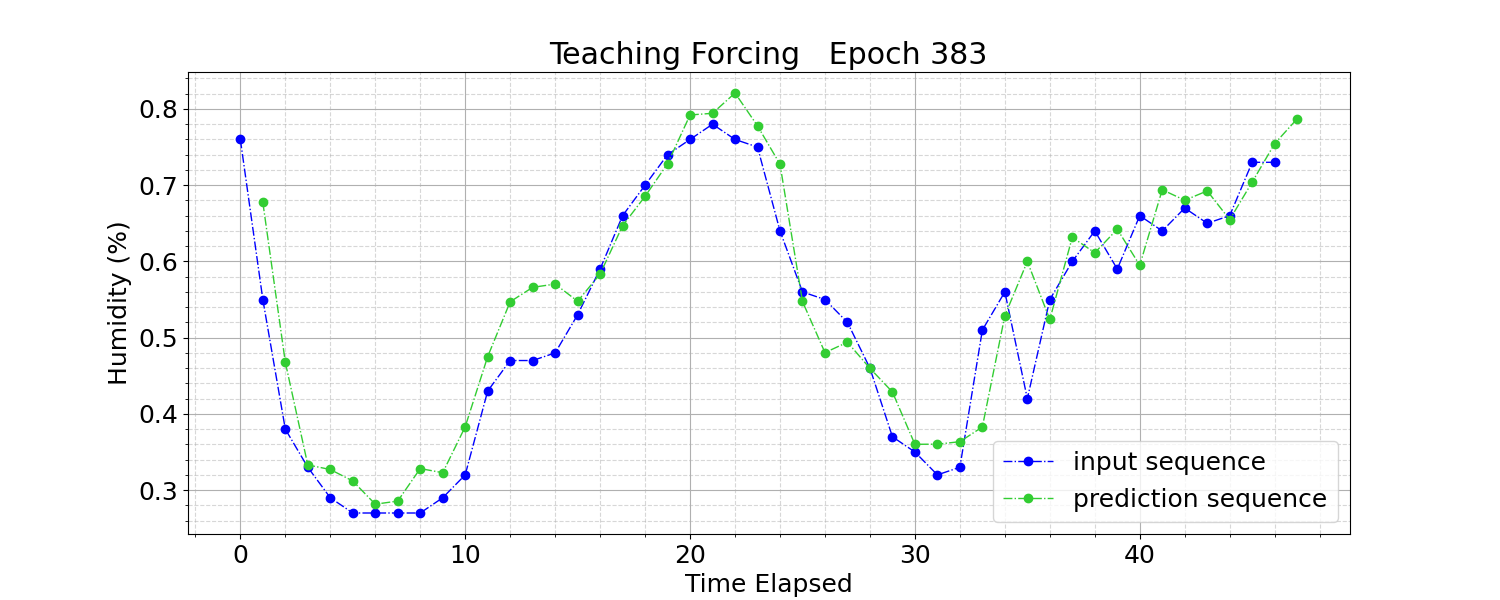 Teaching Forcing   Epoch 383
0.8
0.7
0.6
0.5
0.4
0.3
Humidity (%)
input sequence
prediction sequence
0 10 20 30 40
Time Elapsed